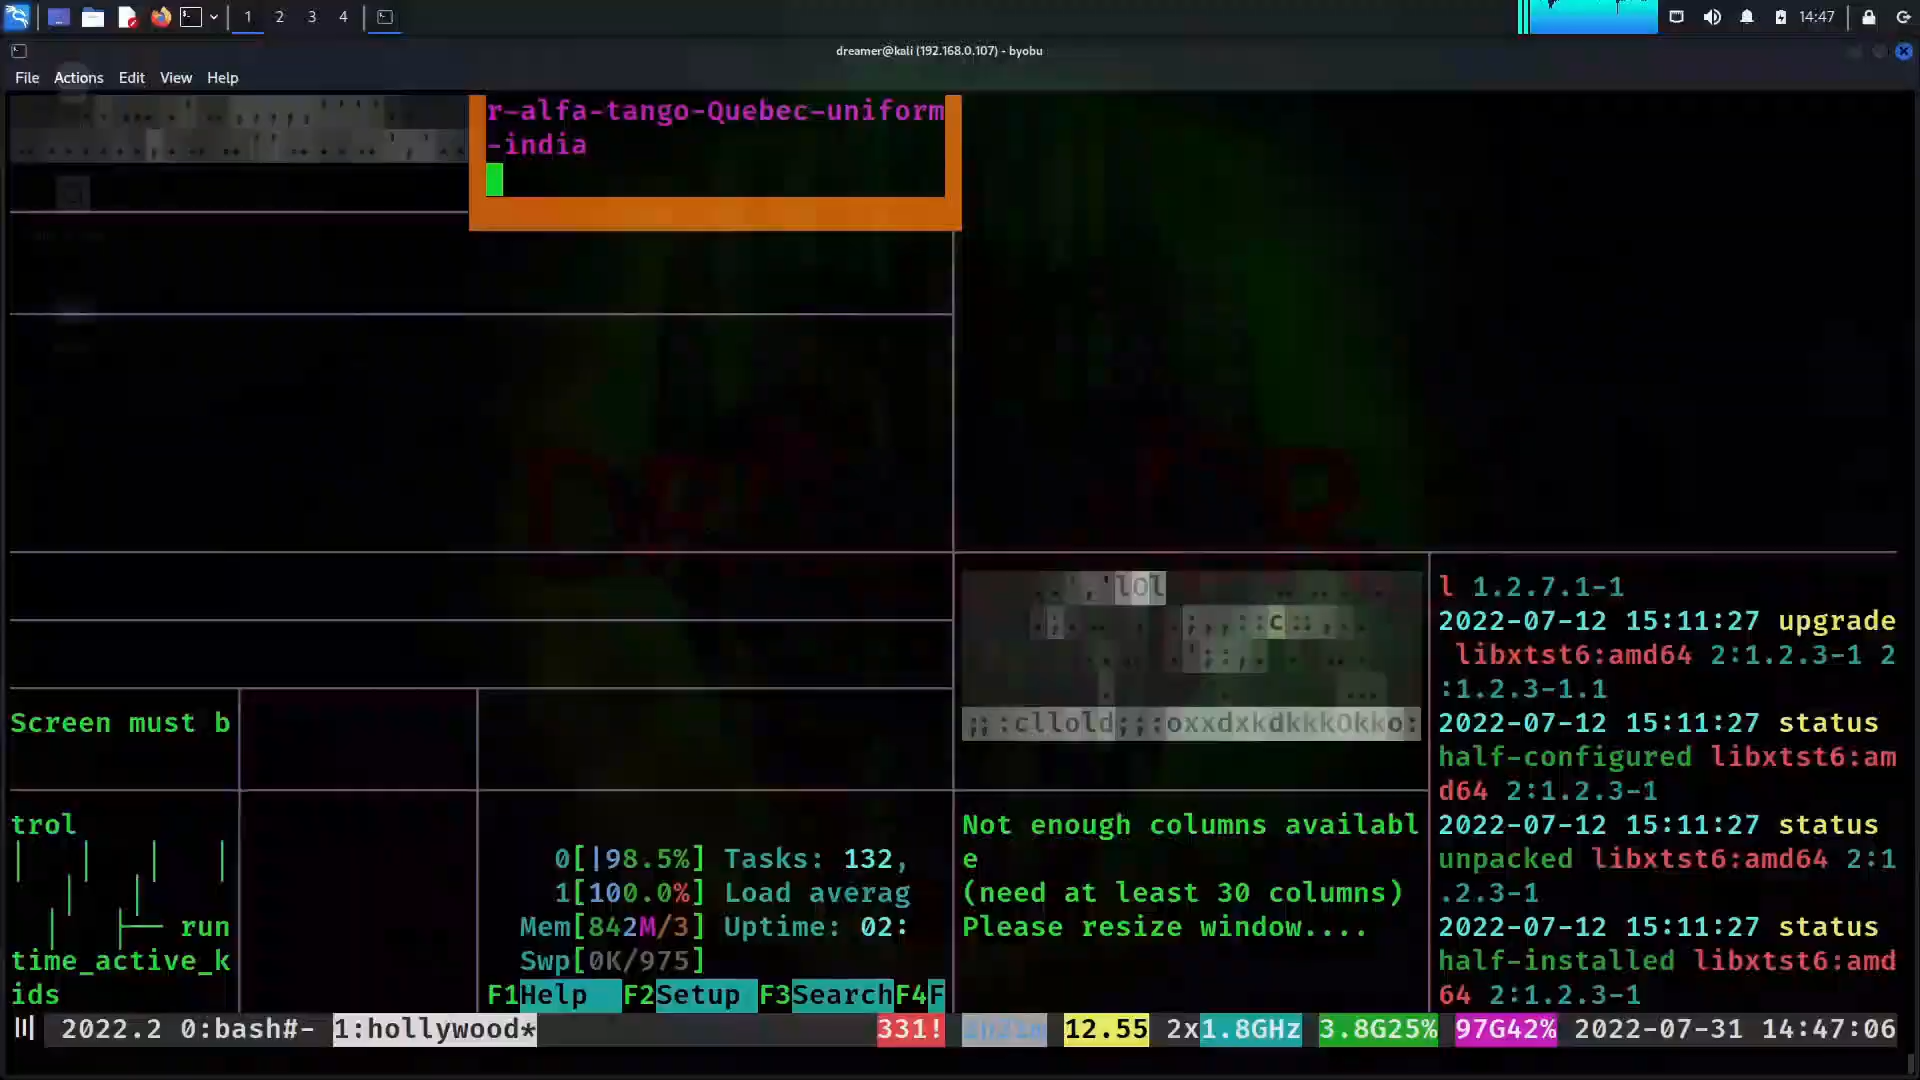 1 2 3 4
14:47
dreamer@kali (192.168.0.107) - byobu
File Actions Edit View Help
r-alfa-tango-Quebec-uniform
-india
Screen must b
trol
├── run
time_active_k
ids
0[|98.5%] Tasks: 132,
1[100.0%] Load averag
Mem[842M/3] Uptime: 02:
Swp[0K/975]
F1Help F2Setup F3SearchF4F
lOl
;;:cllold;;:oxxdxkdkkkOkko:
Not enough columns availabl
e
(need at least 30 columns)
Please resize window....
l 1.2.7.1-1
2022-07-12 15:11:27 upgrade
libxtst6:amd64 2:1.2.3-1 2
:1.2.3-1.1
2022-07-12 15:11:27 status
half-configured libxtst6:am
d64 2:1.2.3-1
2022-07-12 15:11:27 status
unpacked libxtst6:amd64 2:1
.2.3-1
2022-07-12 15:11:27 status
half-installed libxtst6:amd
64 2:1.2.3-1
2022.2 0:bash#- 1:hollywood* 331! 12.55 2x1.8GHz 3.8G25% 97G42% 2022-07-31 14:47:06